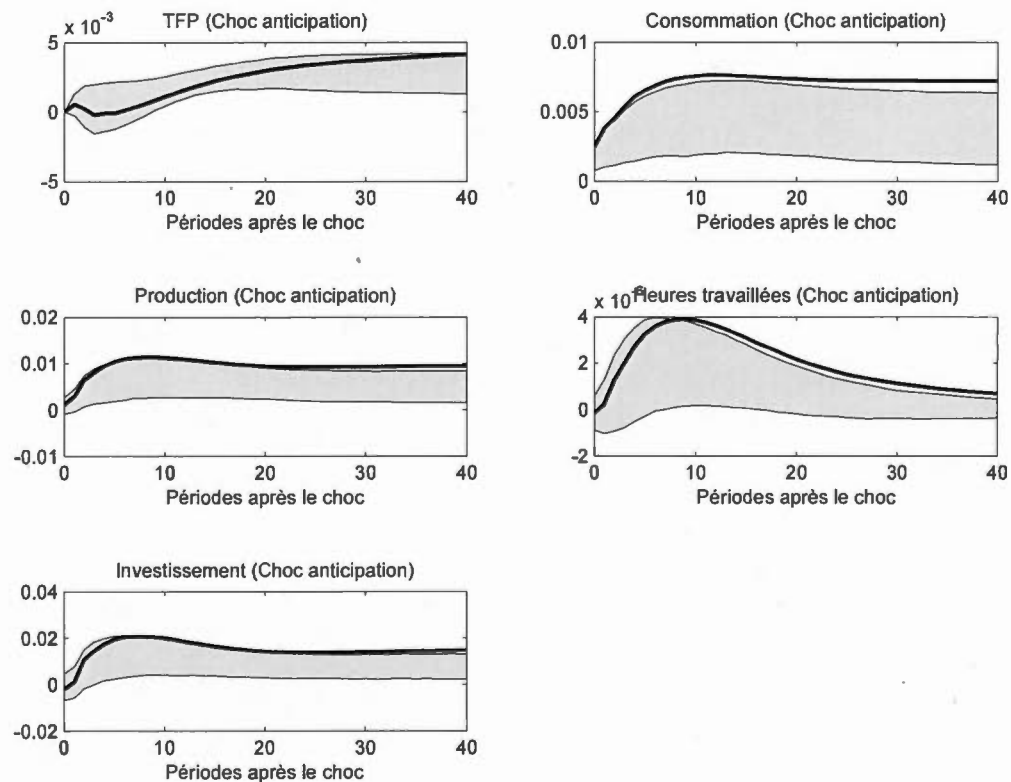 TFP (Choc anticipation)
x 10⁻³
5
0
-5
0 10 20 30 40
Périodes aprés le choc
Consommation (Choc anticipation)
0.01
0.005
0
0 10 20 30 40
Périodes aprés le choc
Production (Choc anticipation)
0.02
0.01
0
-0.01
0 10 20 30 40
Périodes après le choc
Heures travaillées (Choc anticipation)
4
2
0
-2
0 10 20 30 40
Périodes après le choc
Investissement (Choc anticipation)
0.04
0.02
0
-0.02
0 10 20 30 40
Périodes après le choc